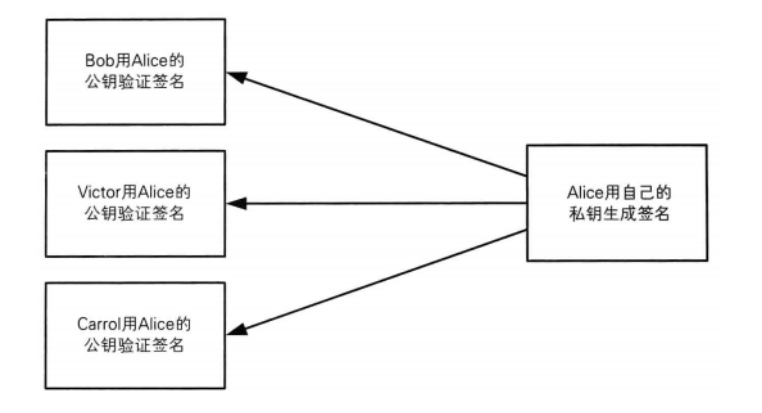 Bob用Alice的
公钥验证签名
Victor用Alice的
公钥验证签名
Carrol用Alice的
公钥验证签名
Alice用自己的
私钥生成签名